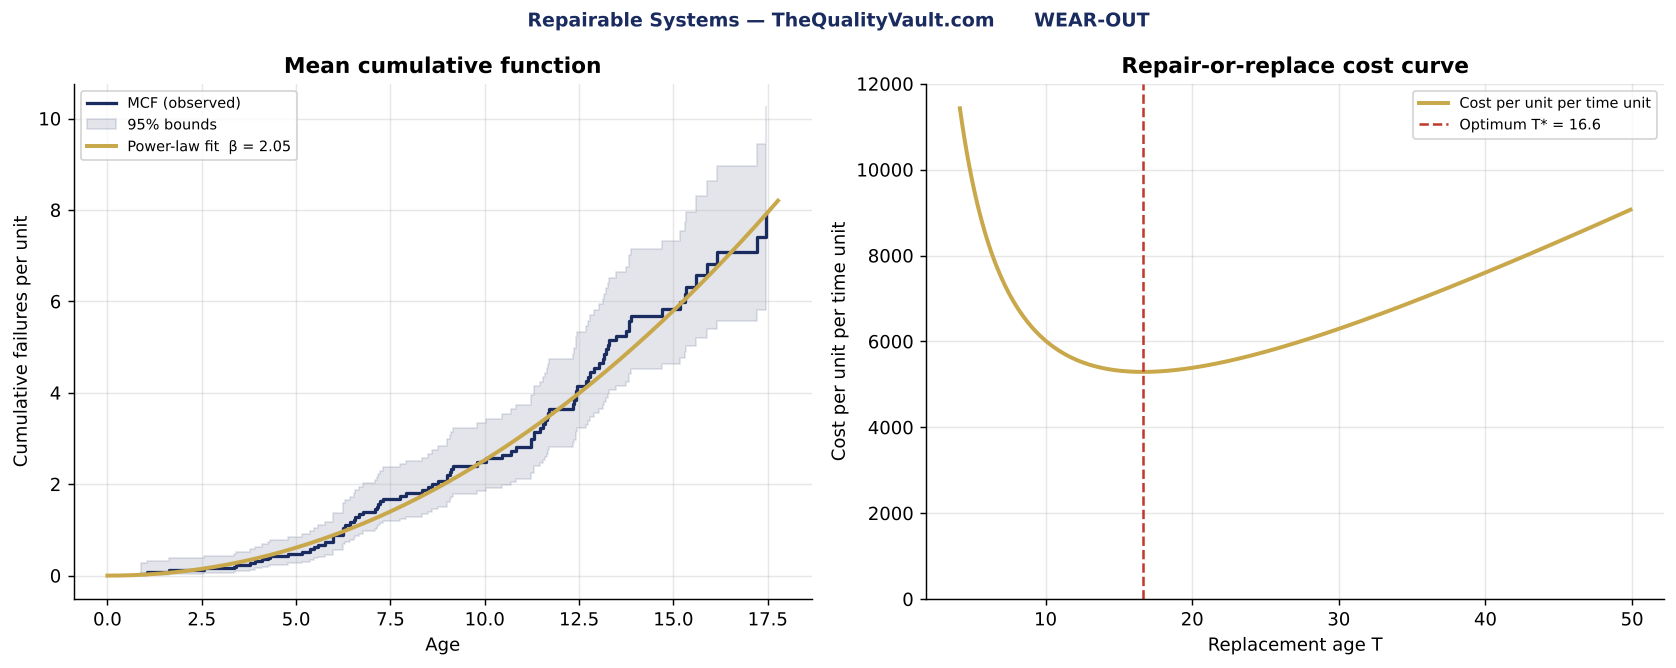 Repairable Systems — TheQualityVault.com WEAR-OUT
Mean cumulative function
MCF (observed)
95% bounds
Power-law fit β = 2.05
Cumulative failures per unit
10
8
6
4
2
0
0.0 2.5 5.0 7.5 10.0 12.5 15.0 17.5
Age
Repair-or-replace cost curve
Cost per unit per time unit
Optimum T* = 16.6
Cost per unit per time unit
12000
10000
8000
6000
4000
2000
0
10 20 30 40 50
Replacement age T